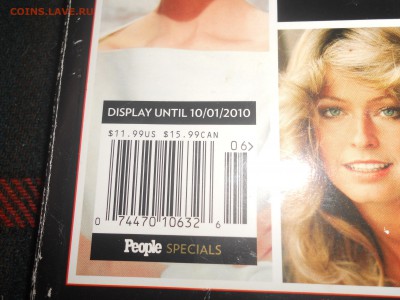 COINS.LAVE.RU
DISPLAY UNTIL 10/01/2010
$11.99US $15.99CAN
06>
0 74470 10632 6
People SPECIALS